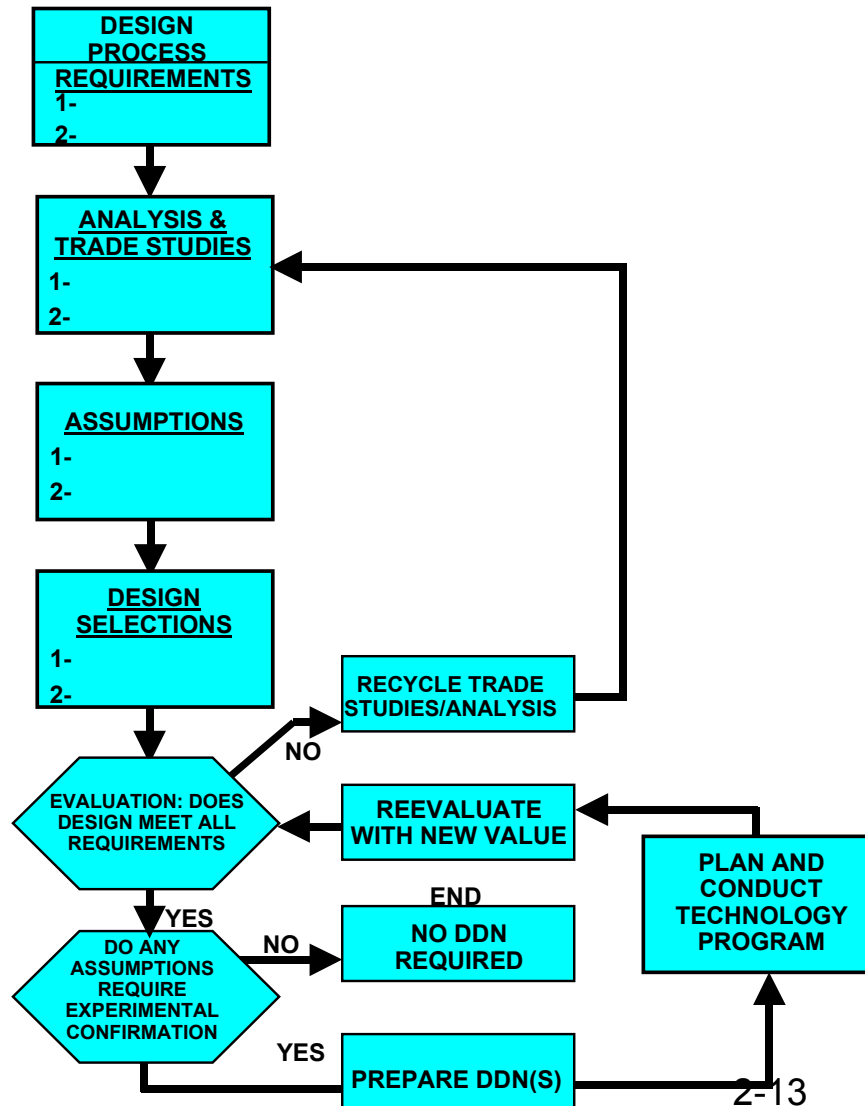 DESIGN
PROCESS
REQUIREMENTS
1-
2-
ANALYSIS &
TRADE STUDIES
1-
2-
ASSUMPTIONS
1-
2-
DESIGN
SELECTIONS
1-
2-
RECYCLE TRADE
STUDIES/ANALYSIS
NO
EVALUATION: DOES
DESIGN MEET ALL
REQUIREMENTS
REEVALUATE
WITH NEW VALUE
PLAN AND
CONDUCT
TECHNOLOGY
PROGRAM
YES
END
NO DDN
REQUIRED
NO
DO ANY
ASSUMPTIONS
REQUIRE
EXPERIMENTAL
CONFIRMATION
YES
PREPARE DDN(S)
2-13